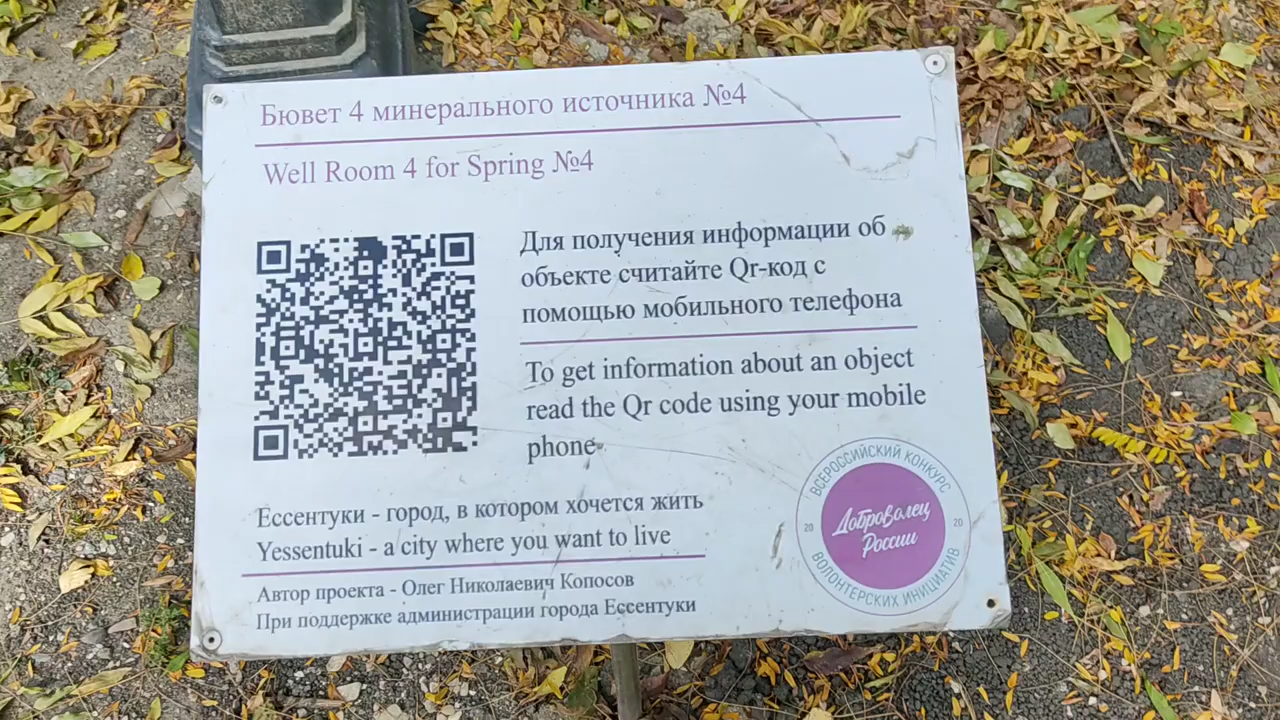 Бювет 4 минерального источника №4
Well Room 4 for Spring №4
Для получения информации об
объекте считайте Qr-код с
помощью мобильного телефона
To get information about an object
read the Qr code using your mobile
phone
Ессентуки - город, в котором хочется жить
Yessentuki - a city where you want to live
Автор проекта - Олег Николаевич Копосов
При поддержке администрации города Ессентуки
ВСЕРОССИЙСКИЙ КОНКУРС
20
Доброволец
России
20
ВОЛОНТЕРСКИХ ИНИЦИАТИВ